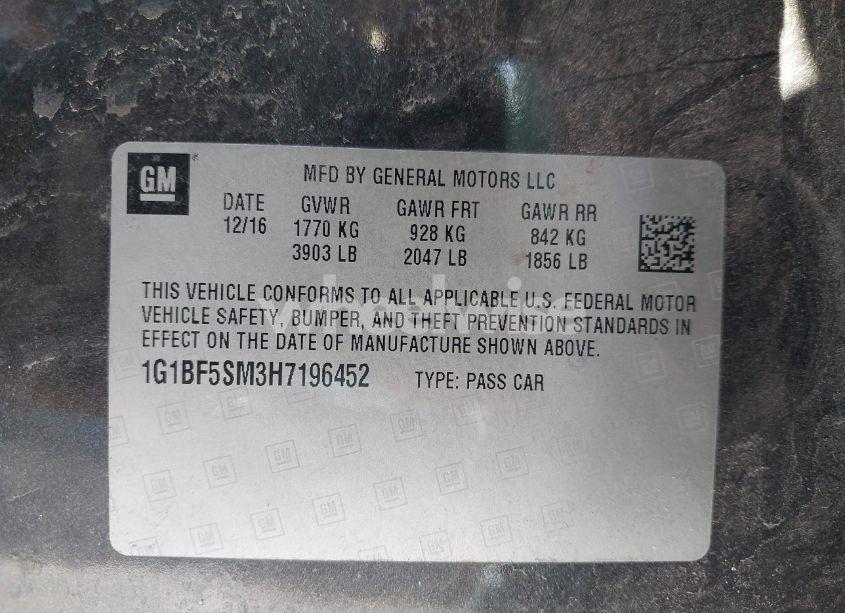 GM
MFD BY GENERAL MOTORS LLC
DATE GVWR GAWR FRT GAWR RR
12/16 1770 KG 928 KG 842 KG
3903 LB 2047 LB 1856 LB
THIS VEHICLE CONFORMS TO ALL APPLICABLE U.S. FEDERAL MOTOR
VEHICLE SAFETY, BUMPER, AND THEFT PREVENTION STANDARDS IN
EFFECT ON THE DATE OF MANUFACTURE SHOWN ABOVE.
1G1BF5SM3H7196452 TYPE: PASS CAR